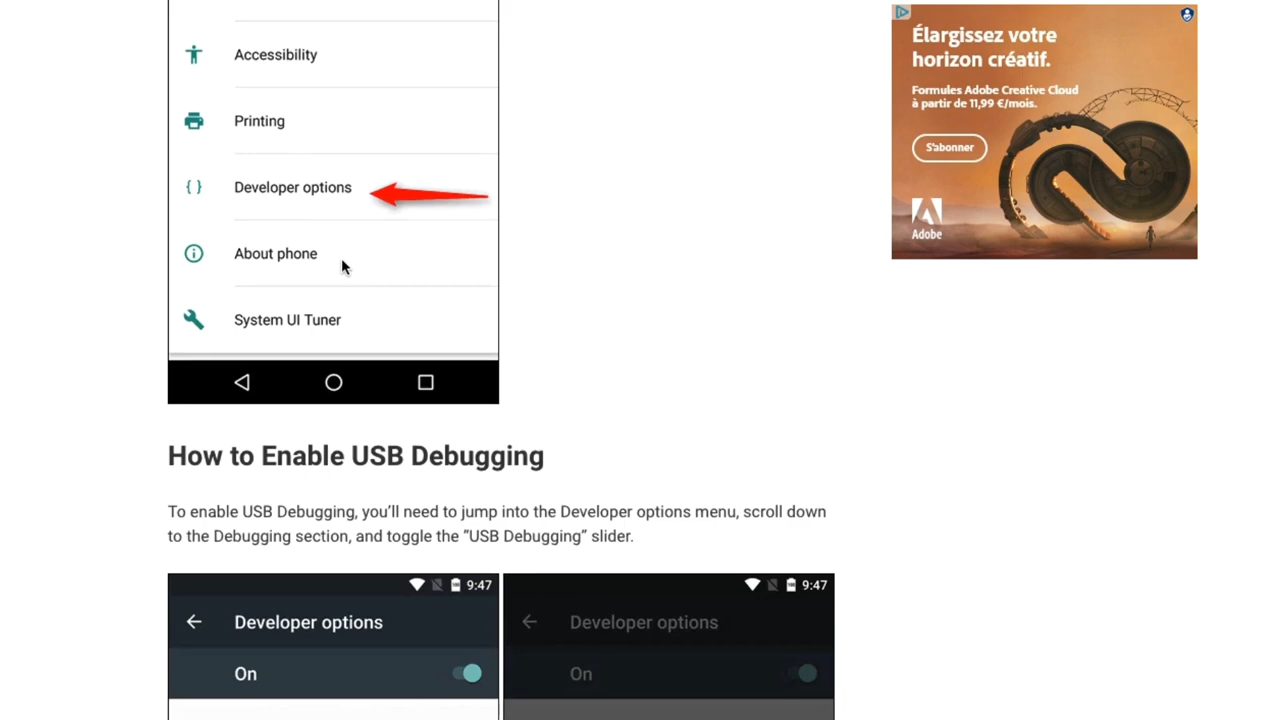 Accessibility
Printing
{ } Developer options
About phone
System UI Tuner
How to Enable USB Debugging
To enable USB Debugging, you’ll need to jump into the Developer options menu, scroll down
to the Debugging section, and toggle the “USB Debugging” slider.
9:47
Developer options
On
9:47
Developer options
On
Élargissez votre
horizon créatif.
Formules Adobe Creative Cloud
à partir de 11,99 €/mois.
S'abonner
Adobe